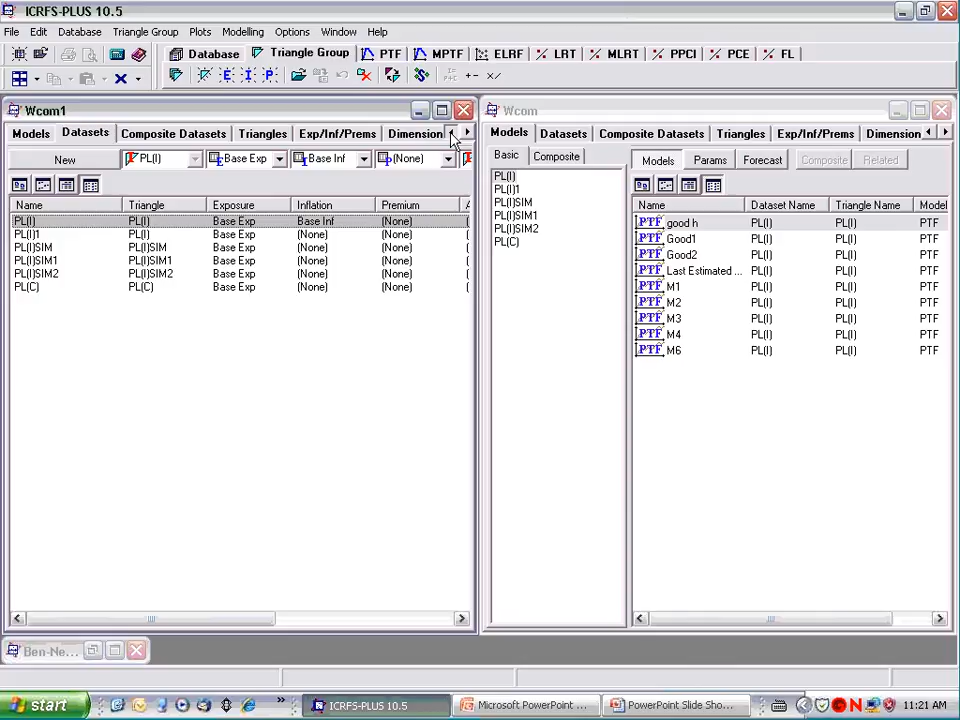 ICRFS-PLUS 10.5
File Edit Database Triangle Group Plots Modelling Options Window Help
Database Triangle Group PTF MPTF ELRF LRT MLRT PPCI PCE FL
Wcom1
Models Datasets Composite Datasets Triangles Exp/Inf/Prems Dimension
New PL(I) Base Exp Base Inf (None)
Name Triangle Exposure Inflation Premium
PL(I) PL(I) Base Exp Base Inf (None)
PL(I)1 PL(I) Base Exp (None) (None)
PL(I)SIM PL(I)SIM Base Exp (None) (None)
PL(I)SIM1 PL(I)SIM1 Base Exp (None) (None)
PL(I)SIM2 PL(I)SIM2 Base Exp (None) (None)
PL(C) PL(C) Base Exp (None) (None)
Wcom
Models Datasets Composite Datasets Triangles Exp/Inf/Prems Dimension
Basic Composite
PL(I)
PL(I)1
PL(I)SIM
PL(I)SIM1
PL(I)SIM2
PL(C)
Models Params Forecast Composite Related
Name Dataset Name Triangle Name Model
PTF good h PL(I) PL(I) PTF
PTF Good1 PL(I) PL(I) PTF
PTF Good2 PL(I) PL(I) PTF
PTF Last Estimated ... PL(I) PL(I) PTF
PTF M1 PL(I) PL(I) PTF
PTF M2 PL(I) PL(I) PTF
PTF M3 PL(I) PL(I) PTF
PTF M4 PL(I) PL(I) PTF
PTF M6 PL(I) PL(I) PTF
Ben-Ne...
start ICRFS-PLUS 10.5 Microsoft PowerPoint ... PowerPoint Slide Sho... 11:21 AM